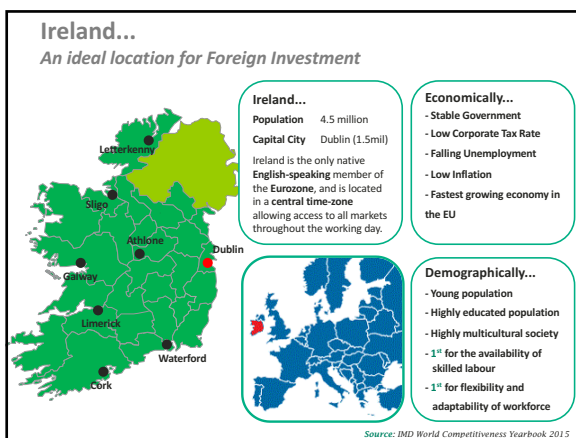 Ireland...
An ideal location for Foreign Investment
Letterkenny
Sligo
Athlone
Dublin
Galway
Limerick
Waterford
Cork
Ireland...
Population 4.5 million
Capital City Dublin (1.5mil)
Ireland is the only native
English-speaking member of
the Eurozone, and is located
in a central time-zone
allowing access to all markets
throughout the working day.
Economically...
- Stable Government
- Low Corporate Tax Rate
- Falling Unemployment
- Low Inflation
- Fastest growing economy in
the EU
Demographically...
- Young population
- Highly educated population
- Highly multicultural society
- 1st for the availability of
skilled labour
- 1st for flexibility and
adaptability of workforce
Source: IMD World Competitiveness Yearbook 2015